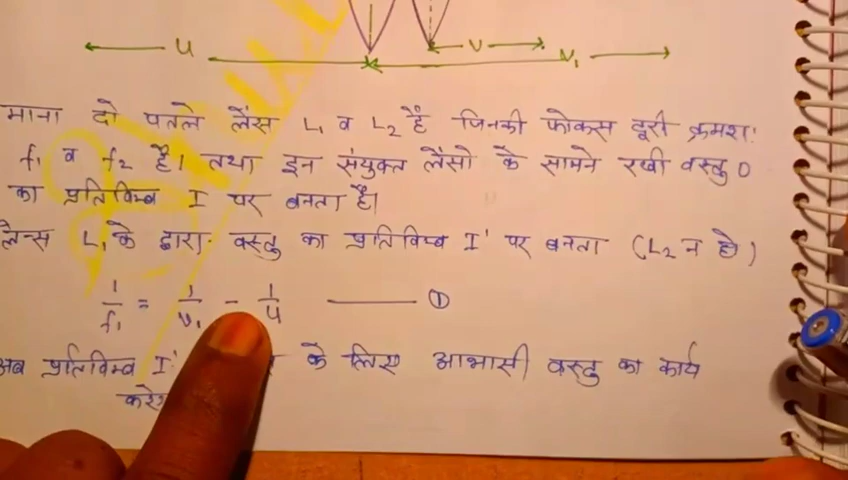 u v v₁
माना दो पतले लेंस L₁ व L₂ हैं जिनकी फोकस दूरी क्रमशः
f₁ व f₂ है। तथा इन संयुक्त लेंसो के सामने रखी वस्तु O
का प्रतिबिम्ब I पर बनता है।
लैन्स L₁ के द्वारा वस्तु का प्रतिविम्ब I' पर बनता (L₂ न हो)
1/f₁ = 1/v₁ - 1/u ——— ①
अब प्रतिविम्ब I' के लिए आभासी वस्तु का कार्य